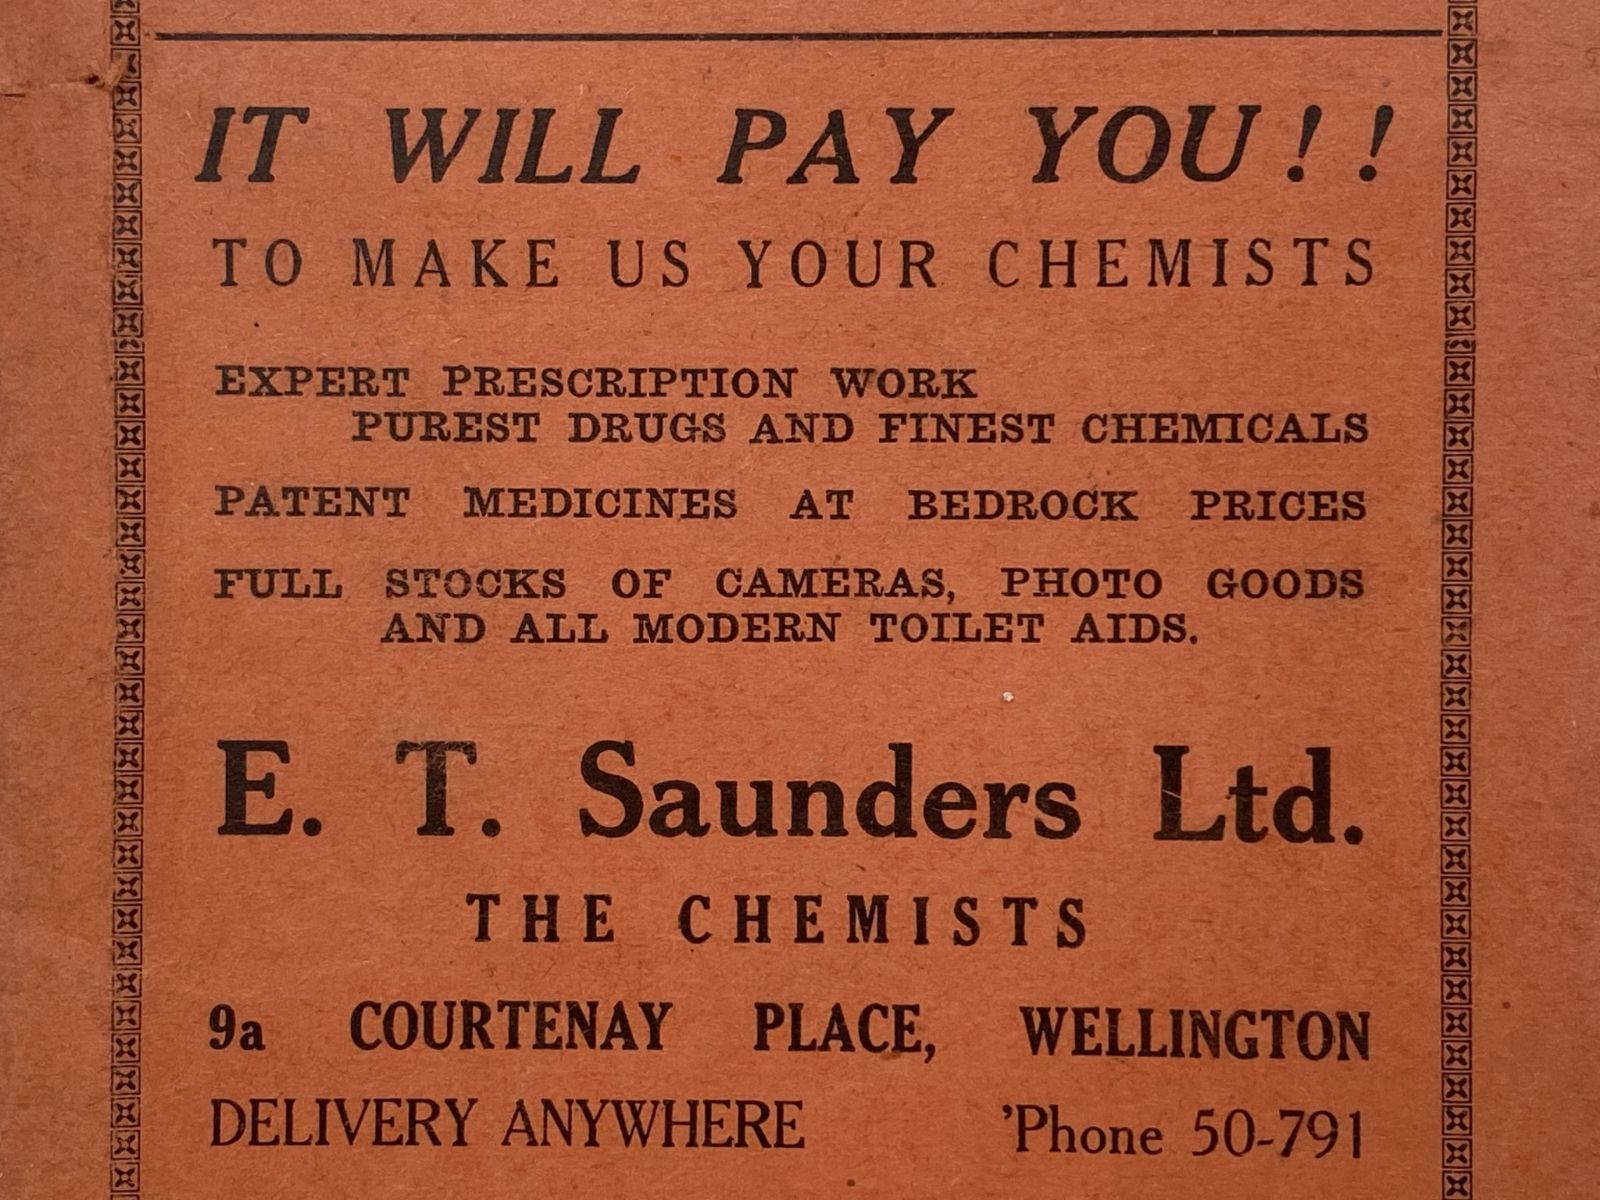 IT WILL PAY YOU!!
TO MAKE US YOUR CHEMISTS
EXPERT PRESCRIPTION WORK
PUREST DRUGS AND FINEST CHEMICALS
PATENT MEDICINES AT BEDROCK PRICES
FULL STOCKS OF CAMERAS, PHOTO GOODS
AND ALL MODERN TOILET AIDS.
E. T. Saunders Ltd.
THE CHEMISTS
9a COURTENAY PLACE, WELLINGTON
DELIVERY ANYWHERE 'Phone 50-791